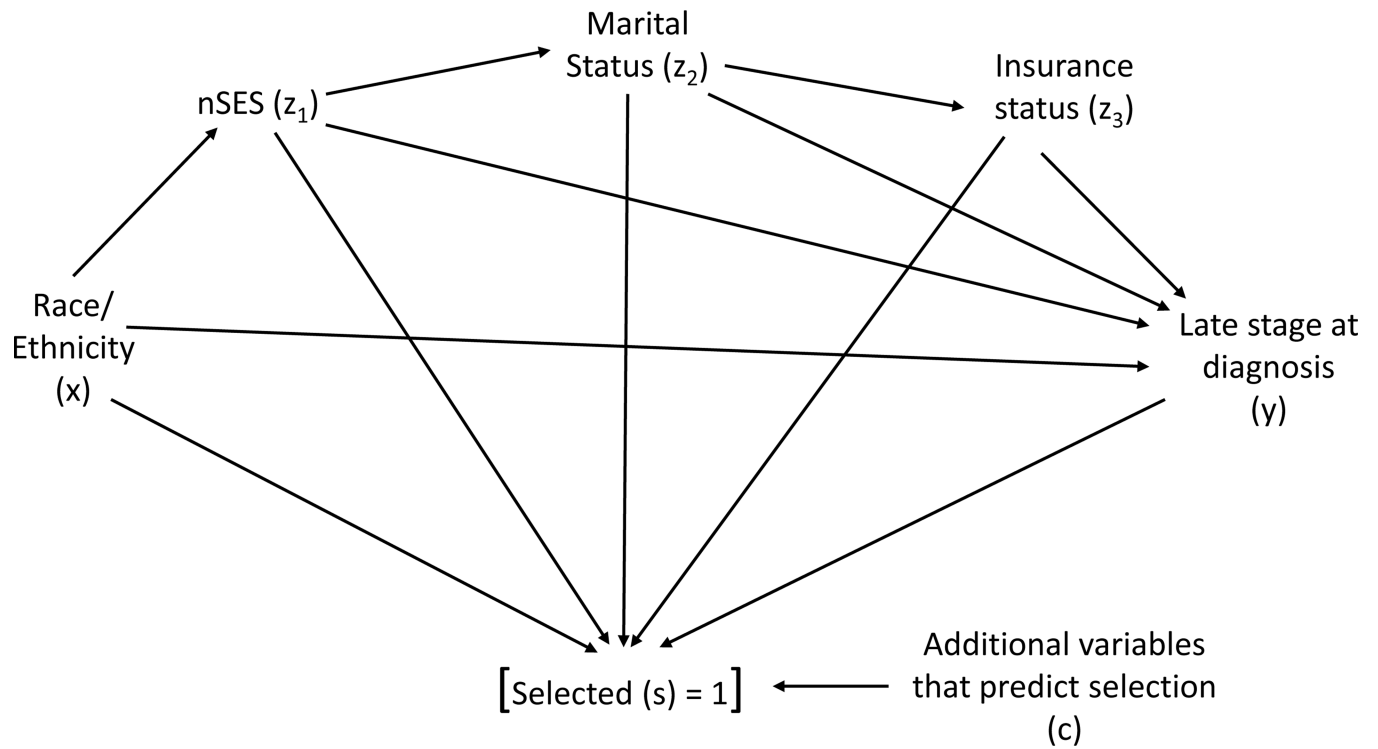 Marital
Status (z₂)
Insurance
status (z₃)
nSES (z₁)
Race/
Ethnicity
(x)
Late stage at
diagnosis
(y)
[Selected (s) = 1]
Additional variables
that predict selection
(c)